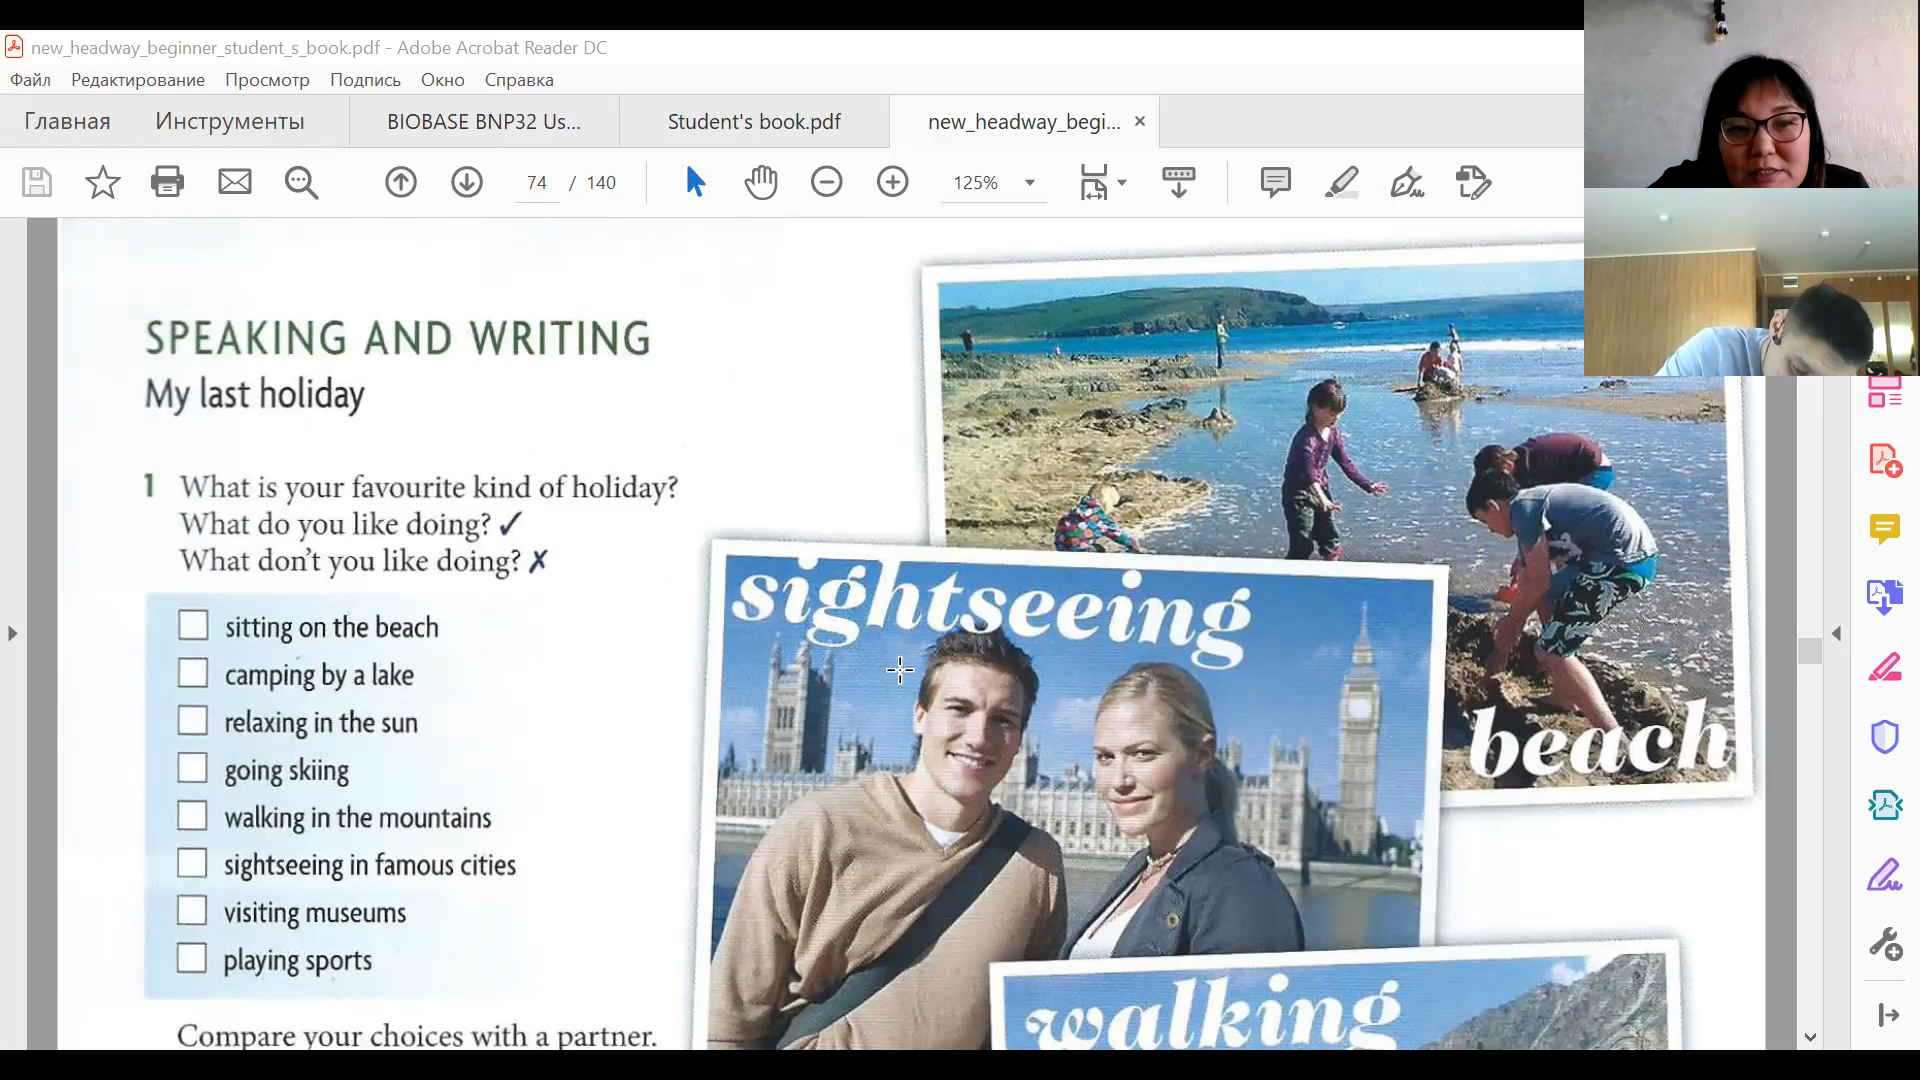 new_headway_beginner_student_s_book.pdf - Adobe Acrobat Reader DC
Файл Редактирование Просмотр Подпись Окно Справка
Главная Инструменты BIOBASE BNP32 Us... Student's book.pdf new_headway_begi... ×
74 / 140 125%
SPEAKING AND WRITING
My last holiday
1 What is your favourite kind of holiday?
What do you like doing? ✓
What don't you like doing? ✗
sitting on the beach
camping by a lake
relaxing in the sun
going skiing
walking in the mountains
sightseeing in famous cities
visiting museums
playing sports
Compare your choices with a partner.
sightseeing
beach
walking